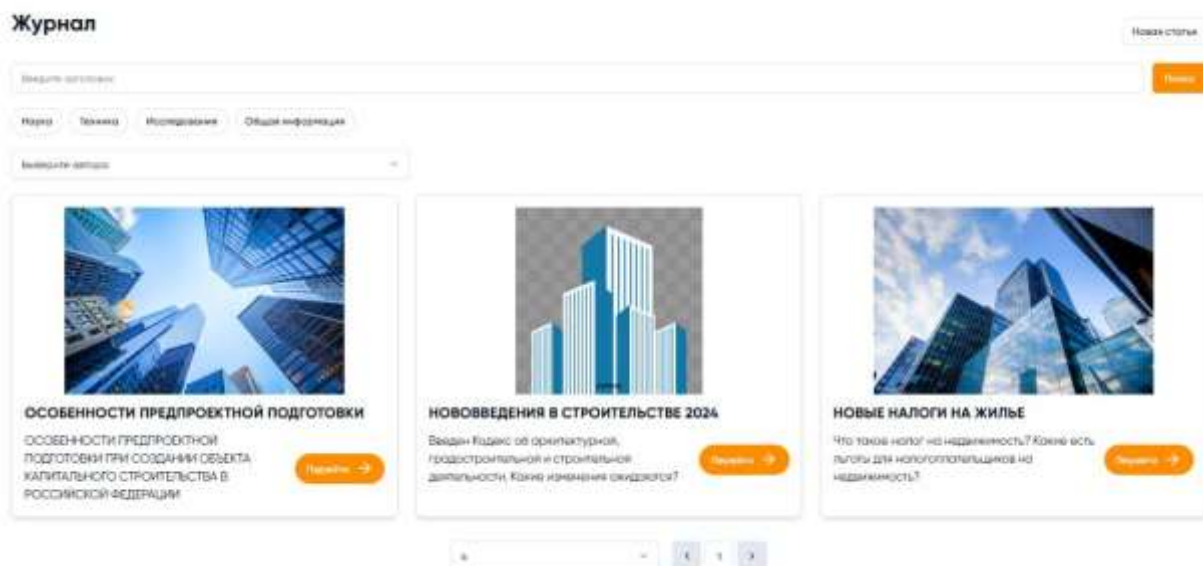 Журнал
Новая статья
Введите заголовок
Поиск
Наука
Техника
Исследования
Общая информация
Выберите автора
ОСОБЕННОСТИ ПРЕДПРОЕКТНОЙ ПОДГОТОВКИ
ОСОБЕННОСТИ ПРЕДПРОЕКТНОЙ
ПОДГОТОВКИ ПРИ СОЗДАНИИ ОБЪЕКТА
КАПИТАЛЬНОГО СТРОИТЕЛЬСТВА В
РОССИЙСКОЙ ФЕДЕРАЦИИ
Перейти
НОВОВВЕДЕНИЯ В СТРОИТЕЛЬСТВЕ 2024
Введен Кодекс об архитектурной,
градостроительной и строительной
деятельности. Какие изменения ожидаются?
Перейти
НОВЫЕ НАЛОГИ НА ЖИЛЬЕ
Что такое налог на недвижимость? Какие есть
льготы для налогоплательщиков на
недвижимость?
Перейти
6
1